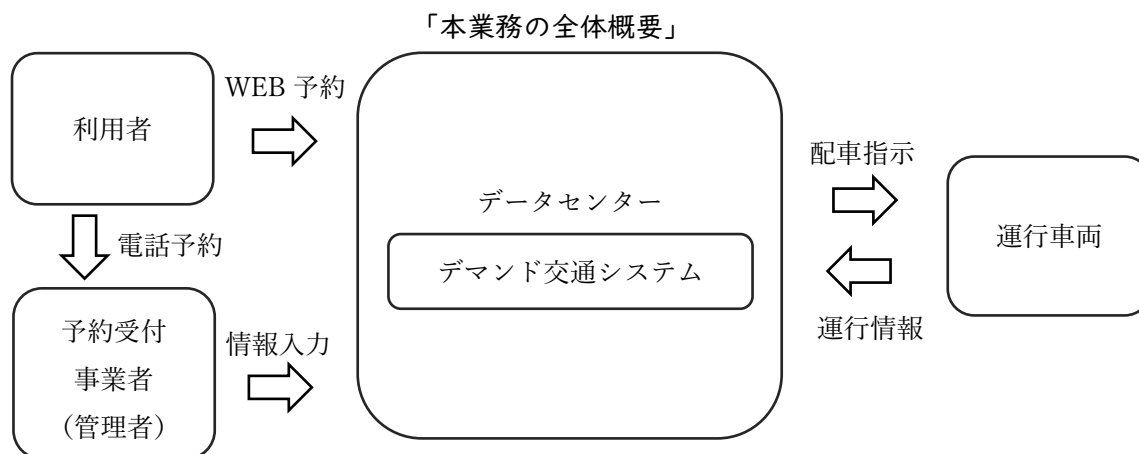 「本業務の全体概要」
利用者
WEB 予約
電話予約
予約受付
事業者
(管理者)
情報入力
データセンター
デマンド交通システム
配車指示
運行情報
運行車両